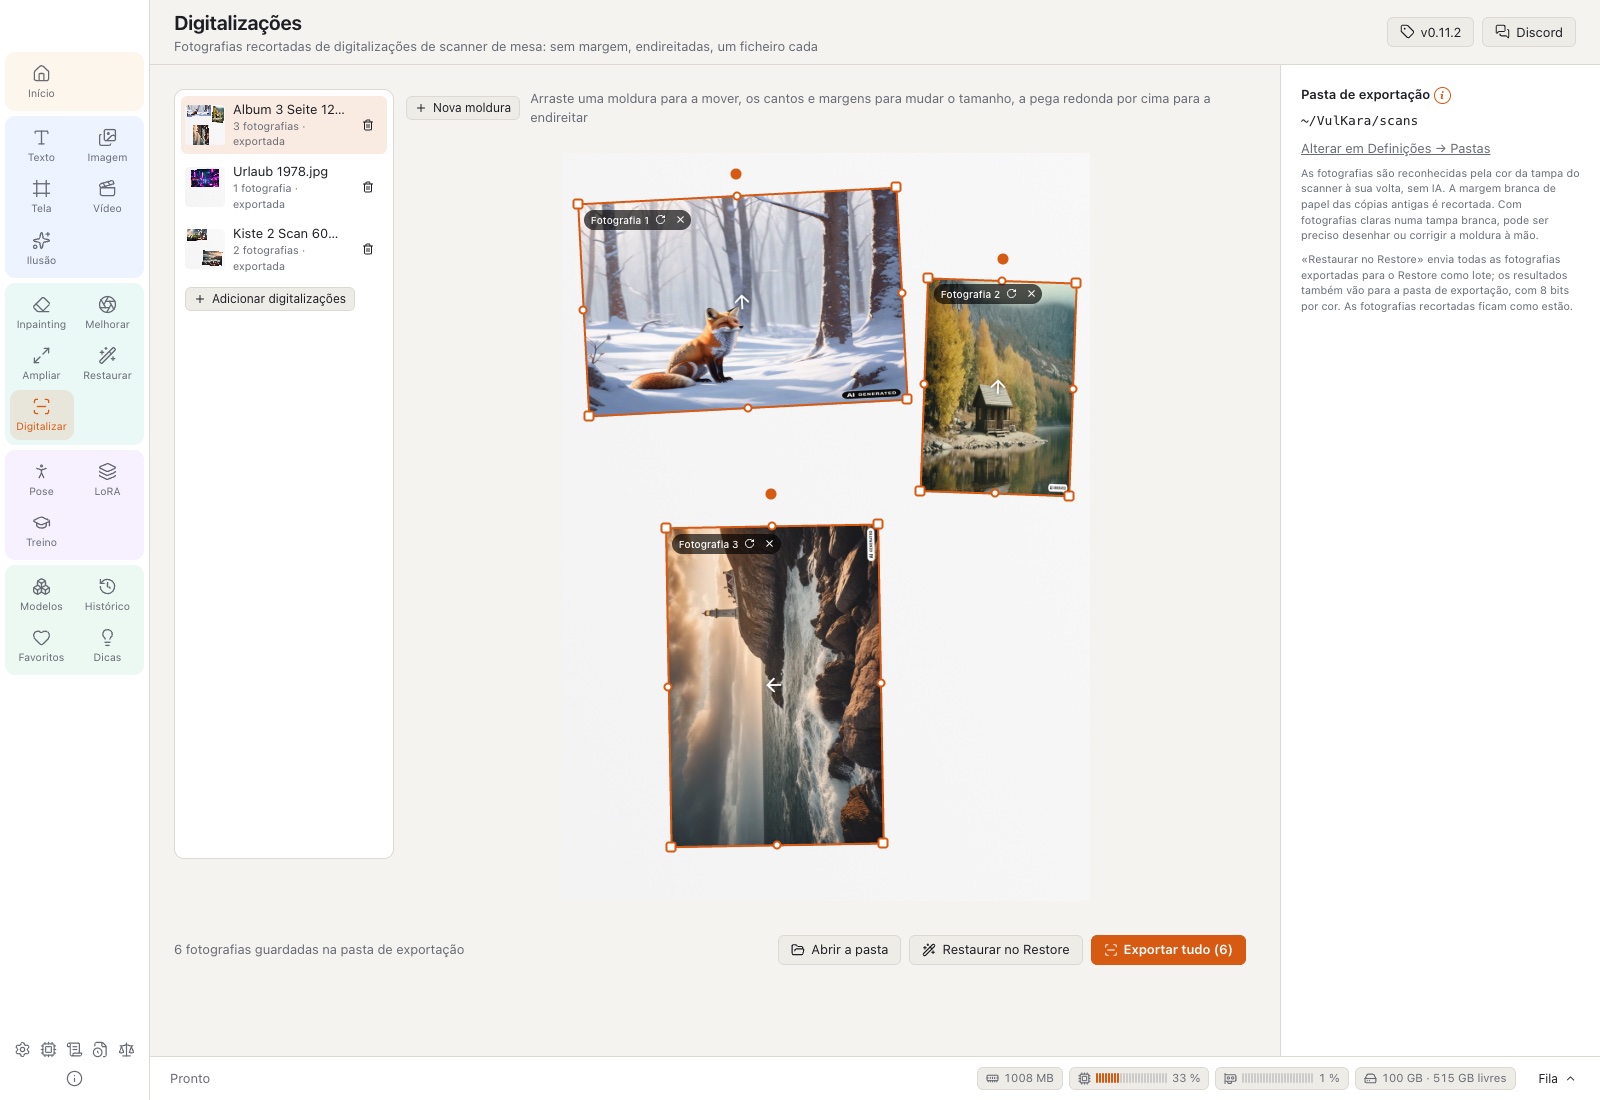 Digitalizações
Fotografias recortadas de digitalizações de scanner de mesa: sem margem, endireitadas, um ficheiro cada
v0.11.2
Discord
Início
Texto
Imagem
Tela
Vídeo
Ilusão
Inpainting
Melhorar
Ampliar
Restaurar
Digitalizar
Pose
LoRA
Treino
Modelos
Histórico
Favoritos
Dicas
Album 3 Seite 12...
3 fotografias ·
exportada
Urlaub 1978.jpg
1 fotografia ·
exportada
Kiste 2 Scan 60...
2 fotografias ·
exportada
+ Adicionar digitalizações
+ Nova moldura
Arraste uma moldura para a mover, os cantos e margens para mudar o tamanho, a pega redonda por cima para a
endireitar
Fotografia 1
AI GENERATED
Fotografia 2
Fotografia 3
6 fotografias guardadas na pasta de exportação
Abrir a pasta
Restaurar no Restore
Exportar tudo (6)
Pasta de exportação
~/VulKara/scans
Alterar em Definições → Pastas
As fotografias são reconhecidas pela cor da tampa do
scanner à sua volta, sem IA. A margem branca de
papel das cópias antigas é recortada. Com
fotografias claras numa tampa branca, pode ser
preciso desenhar ou corrigir a moldura à mão.
«Restaurar no Restore» envia todas as fotografias
exportadas para o Restore como lote; os resultados
também vão para a pasta de exportação, com 8 bits
por cor. As fotografias recortadas ficam como estão.
Pronto
1008 MB
33 %
1 %
100 GB · 515 GB livres
Fila